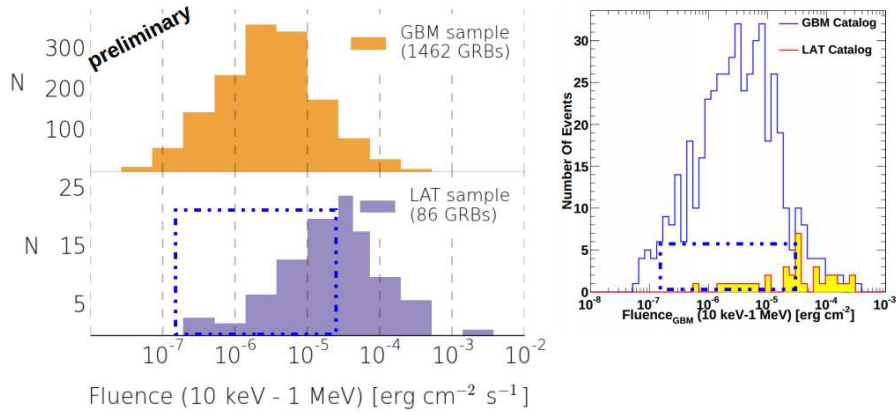 preliminary
GBM sample
(1462 GRBs)
N
300
200
100
LAT sample
(86 GRBs)
N
25
15
5
10⁻⁷ 10⁻⁶ 10⁻⁵ 10⁻⁴ 10⁻³ 10⁻²
Fluence (10 keV - 1 MeV) [erg cm⁻² s⁻¹]
GBM Catalog
LAT Catalog
Number Of Events
30
25
20
15
10
5
0
10⁻⁸ 10⁻⁷ 10⁻⁶ 10⁻⁵ 10⁻⁴ 10⁻³
Fluence_GBM (10 keV-1 MeV) [erg cm⁻²]